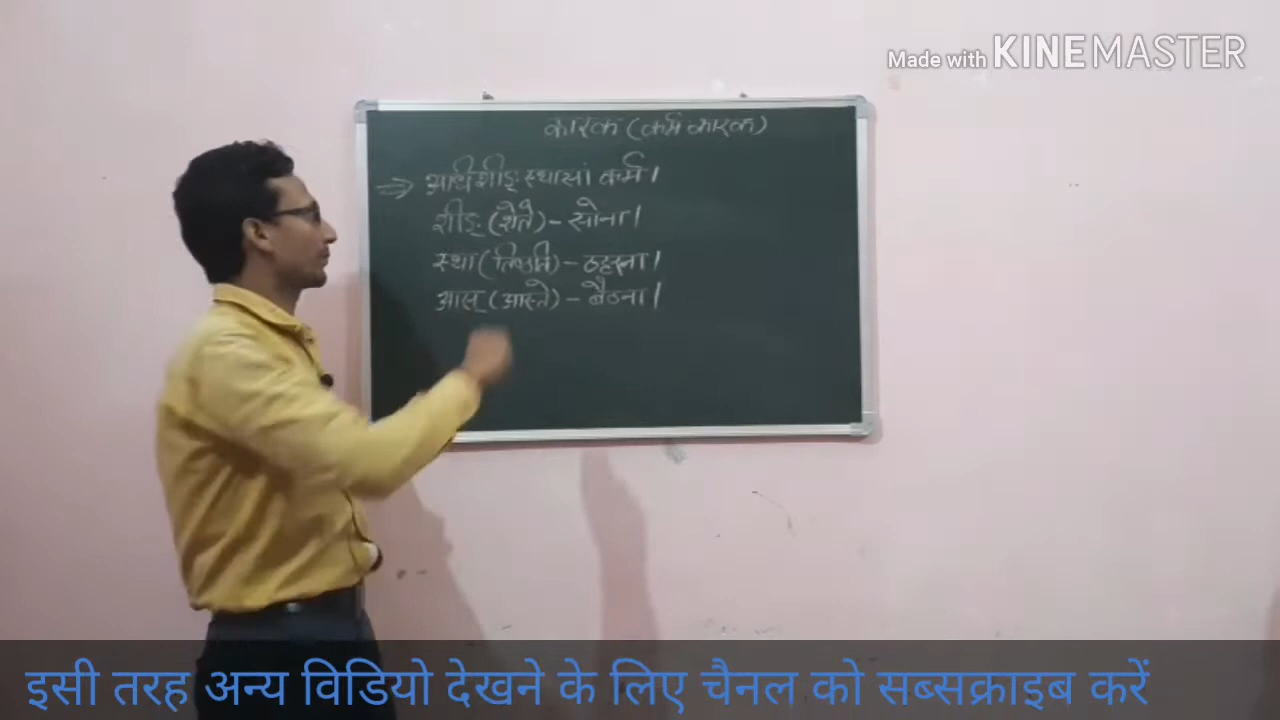 Made with KINEMASTER
कारक (कर्म कारक)
⇒ अधिशीङ् स्थासां कर्म।
शीङ् (शेते) - सोना।
स्था (तिष्ठति) - ठहरना।
आस् (आस्ते) - बैठना।
इसी तरह अन्य विडियो देखने के लिए चैनल को सब्सक्राइब करें